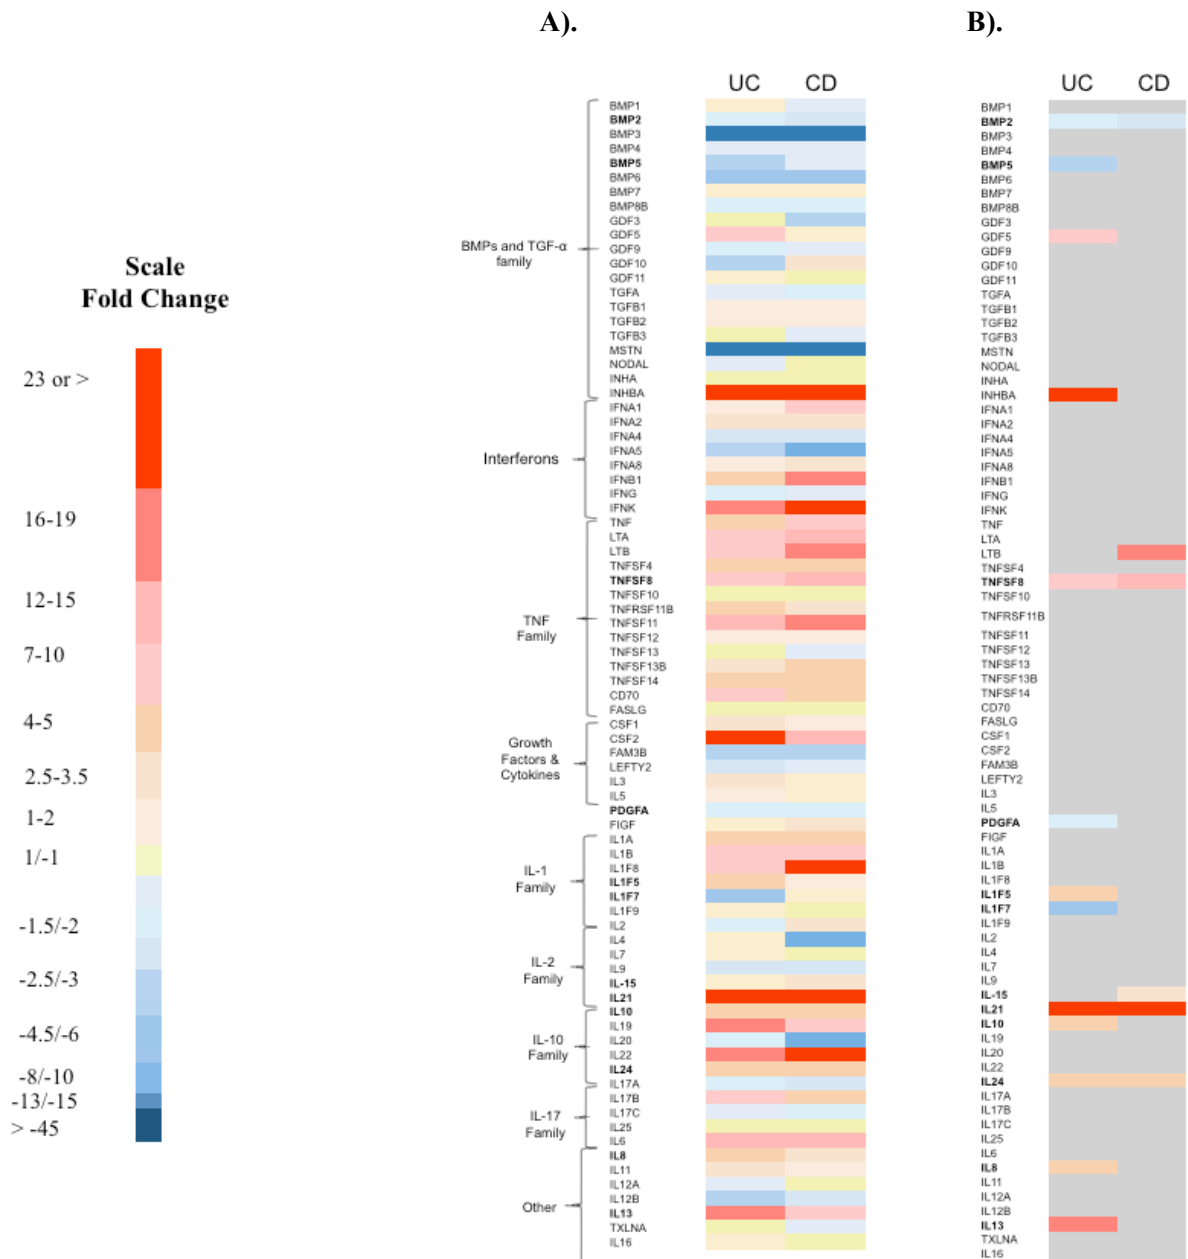 A).
B).
UC CD
UC CD
Scale
Fold Change
23 or >
16-19
12-15
7-10
4-5
2.5-3.5
1-2
1/-1
-1.5/-2
-2.5/-3
-4.5/-6
-8/-10
-13/-15
> -45
BMPs and TGF-α
family
Interferons
TNF
Family
Growth
Factors &
Cytokines
IL-1
Family
IL-2
Family
IL-10
Family
IL-17
Family
Other
BMP1
BMP2
BMP3
BMP4
BMP5
BMP6
BMP7
BMP8B
GDF3
GDF5
GDF9
GDF10
GDF11
TGFA
TGFB1
TGFB2
TGFB3
MSTN
NODAL
INHA
INHBA
IFNA1
IFNA2
IFNA4
IFNA5
IFNA8
IFNB1
IFNG
IFNK
TNF
LTA
LTB
TNFSF4
TNFSF8
TNFSF10
TNFRSF11B
TNFSF11
TNFSF12
TNFSF13
TNFSF13B
TNFSF14
CD70
FASLG
CSF1
CSF2
FAM3B
LEFTY2
IL3
IL5
PDGFA
FIGF
IL1A
IL1B
IL1F8
IL1F5
IL1F7
IL1F9
IL2
IL4
IL7
IL9
IL-15
IL21
IL10
IL19
IL20
IL22
IL24
IL17A
IL17B
IL17C
IL25
IL6
IL8
IL11
IL12A
IL12B
IL13
TXLNA
IL16
BMP1
BMP2
BMP3
BMP4
BMP5
BMP6
BMP7
BMP8B
GDF3
GDF5
GDF9
GDF10
GDF11
TGFA
TGFB1
TGFB2
TGFB3
MSTN
NODAL
INHA
INHBA
IFNA1
IFNA2
IFNA4
IFNA5
IFNA8
IFNB1
IFNG
IFNK
TNF
LTA
LTB
TNFSF4
TNFSF8
TNFSF10
TNFRSF11B
TNFSF11
TNFSF12
TNFSF13
TNFSF13B
TNFSF14
CD70
FASLG
CSF1
CSF2
FAM3B
LEFTY2
IL3
IL5
PDGFA
FIGF
IL1A
IL1B
IL1F8
IL1F5
IL1F7
IL1F9
IL2
IL4
IL7
IL9
IL-15
IL21
IL10
IL19
IL20
IL22
IL24
IL17A
IL17B
IL17C
IL25
IL6
IL8
IL11
IL12A
IL12B
IL13
TXLNA
IL16